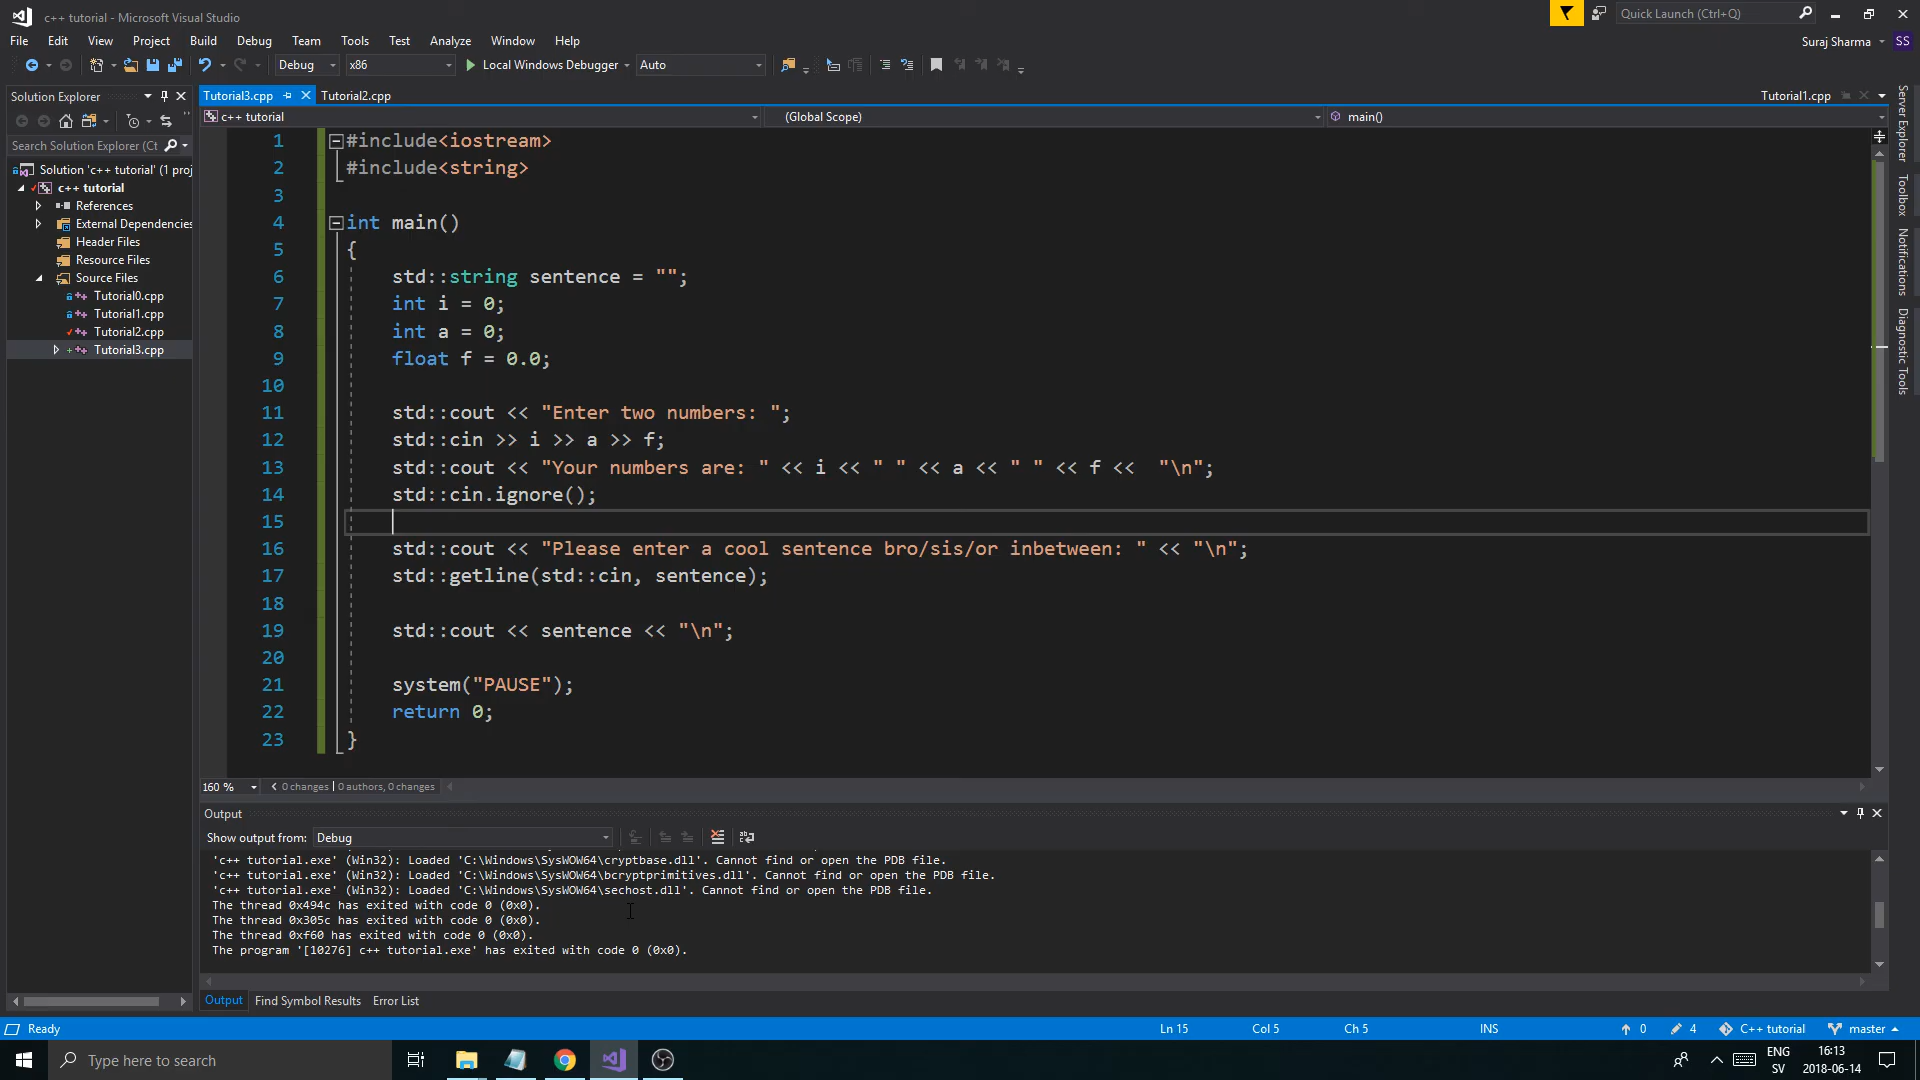 c++ tutorial - Microsoft Visual Studio
Quick Launch (Ctrl+Q)
File Edit View Project Build Debug Team Tools Test Analyze Window Help
Suraj Sharma SS
Debug x86 Local Windows Debugger Auto
Solution Explorer
Search Solution Explorer (Ct
Solution 'c++ tutorial' (1 proj
c++ tutorial
References
External Dependencies
Header Files
Resource Files
Source Files
Tutorial0.cpp
Tutorial1.cpp
Tutorial2.cpp
Tutorial3.cpp
Tutorial3.cpp Tutorial2.cpp Tutorial1.cpp
c++ tutorial (Global Scope) main()
1 #include<iostream>
2 #include<string>
3
4 int main()
5 {
6 std::string sentence = "";
7 int i = 0;
8 int a = 0;
9 float f = 0.0;
10
11 std::cout << "Enter two numbers: ";
12 std::cin >> i >> a >> f;
13 std::cout << "Your numbers are: " << i << " " << a << " " << f <<  "\n";
14 std::cin.ignore();
15
16 std::cout << "Please enter a cool sentence bro/sis/or inbetween: " << "\n";
17 std::getline(std::cin, sentence);
18
19 std::cout << sentence << "\n";
20
21 system("PAUSE");
22 return 0;
23 }
160 % 0 changes | 0 authors, 0 changes
Output
Show output from: Debug
'c++ tutorial.exe' (Win32): Loaded 'C:\Windows\SysWOW64\cryptbase.dll'. Cannot find or open the PDB file.
'c++ tutorial.exe' (Win32): Loaded 'C:\Windows\SysWOW64\bcryptprimitives.dll'. Cannot find or open the PDB file.
'c++ tutorial.exe' (Win32): Loaded 'C:\Windows\SysWOW64\sechost.dll'. Cannot find or open the PDB file.
The thread 0x494c has exited with code 0 (0x0).
The thread 0x305c has exited with code 0 (0x0).
The thread 0xf60 has exited with code 0 (0x0).
The program '[10276] c++ tutorial.exe' has exited with code 0 (0x0).
Output Find Symbol Results Error List
Server Explorer
Toolbox
Notifications
Diagnostic Tools
Ready Ln 15 Col 5 Ch 5 INS 0 4 C++ tutorial master
Type here to search
ENG 16:13
SV 2018-06-14